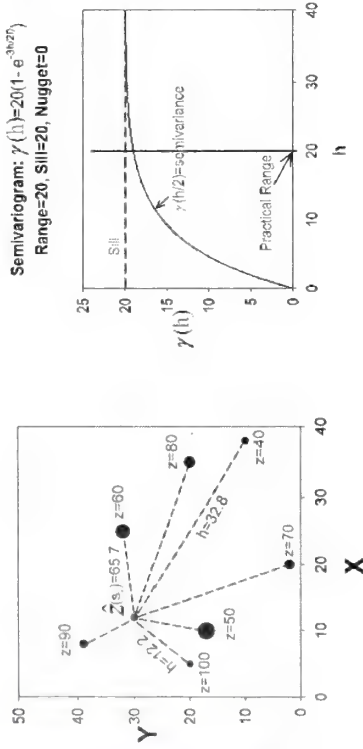 Semivariogram: γ(h)=20(1- e⁻³ʰ/²⁰)
Range=20, Sill=20, Nugget=0
25
20
15
10
5
0
γ(h)
Sill
γ(h/2)=semivariance
Practical Range
0
10
20
30
40
h
50
40
30
20
10
0
Y
z=90
z=60
Ẑ(s.)=65.7
z=80
h=12.2
h=32.8
z=100
z=50
z=70
z=40
0
10
20
30
40
X